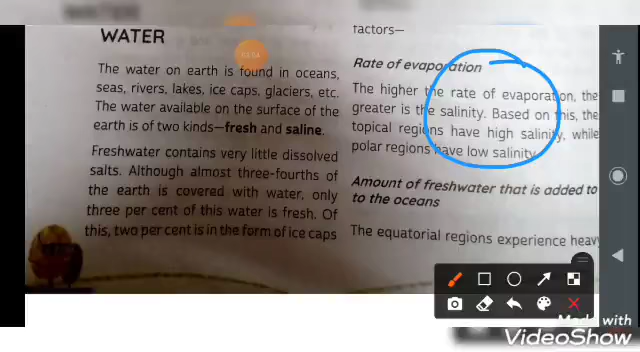 WATER
The water on earth is found in oceans,
seas, rivers, lakes, ice caps, glaciers, etc.
The water available on the surface of the
earth is of two kinds—fresh and saline.
Freshwater contains very little dissolved
salts. Although almost three-fourths of
the earth is covered with water, only
three per cent of this water is fresh. Of
this, two per cent is in the form of ice caps
factors—
Rate of evaporation
The higher the rate of evaporation, the
greater is the salinity. Based on this, the
topical regions have high salinity, while
polar regions have low salinity.
Amount of freshwater that is added to
to the oceans
The equatorial regions experience heavy
Made with
VideoShow